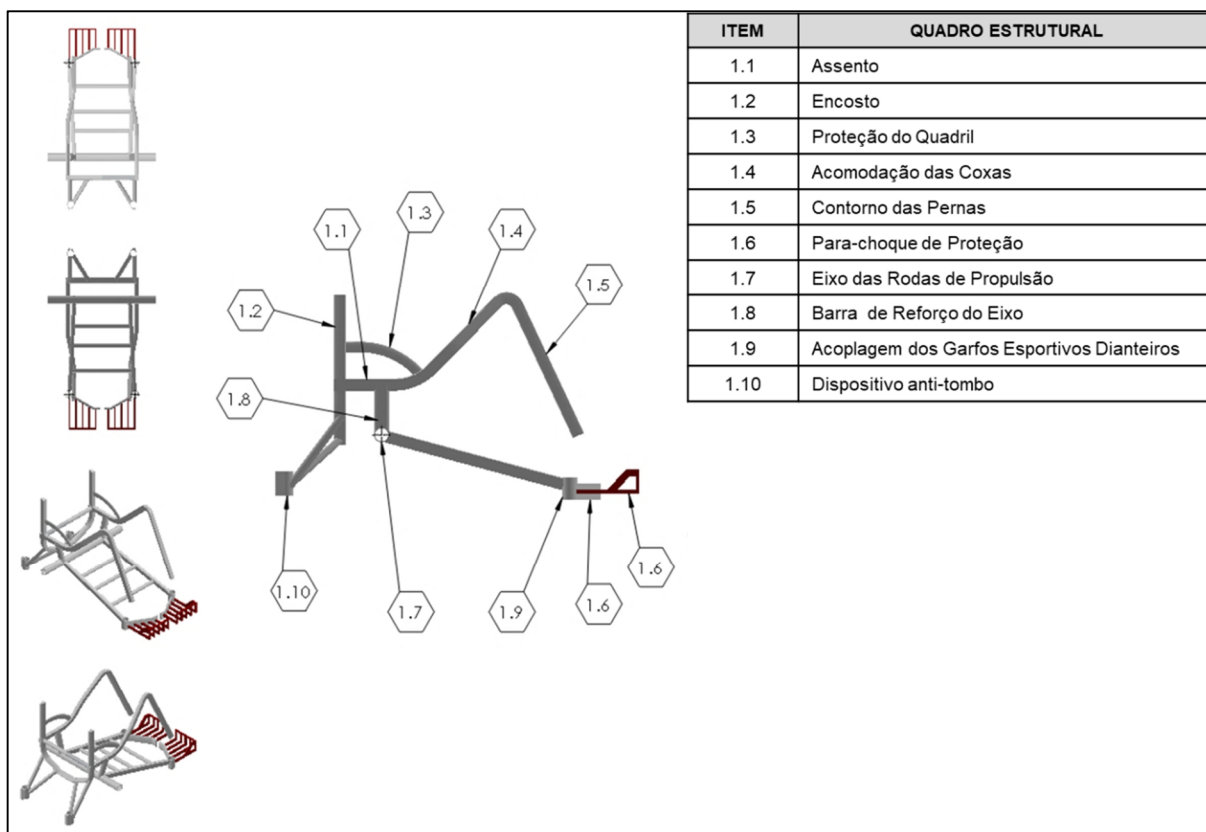 ITEM QUADRO ESTRUTURAL
1.1 Assento
1.2 Encosto
1.3 Proteção do Quadril
1.4 Acomodação das Coxas
1.5 Contorno das Pernas
1.6 Para-choque de Proteção
1.7 Eixo das Rodas de Propulsão
1.8 Barra de Reforço do Eixo
1.9 Acoplagem dos Garfos Esportivos Dianteiros
1.10 Dispositivo anti-tombo
1.3
1.1
1.4
1.5
1.2
1.8
1.6
1.10
1.7
1.9
1.6